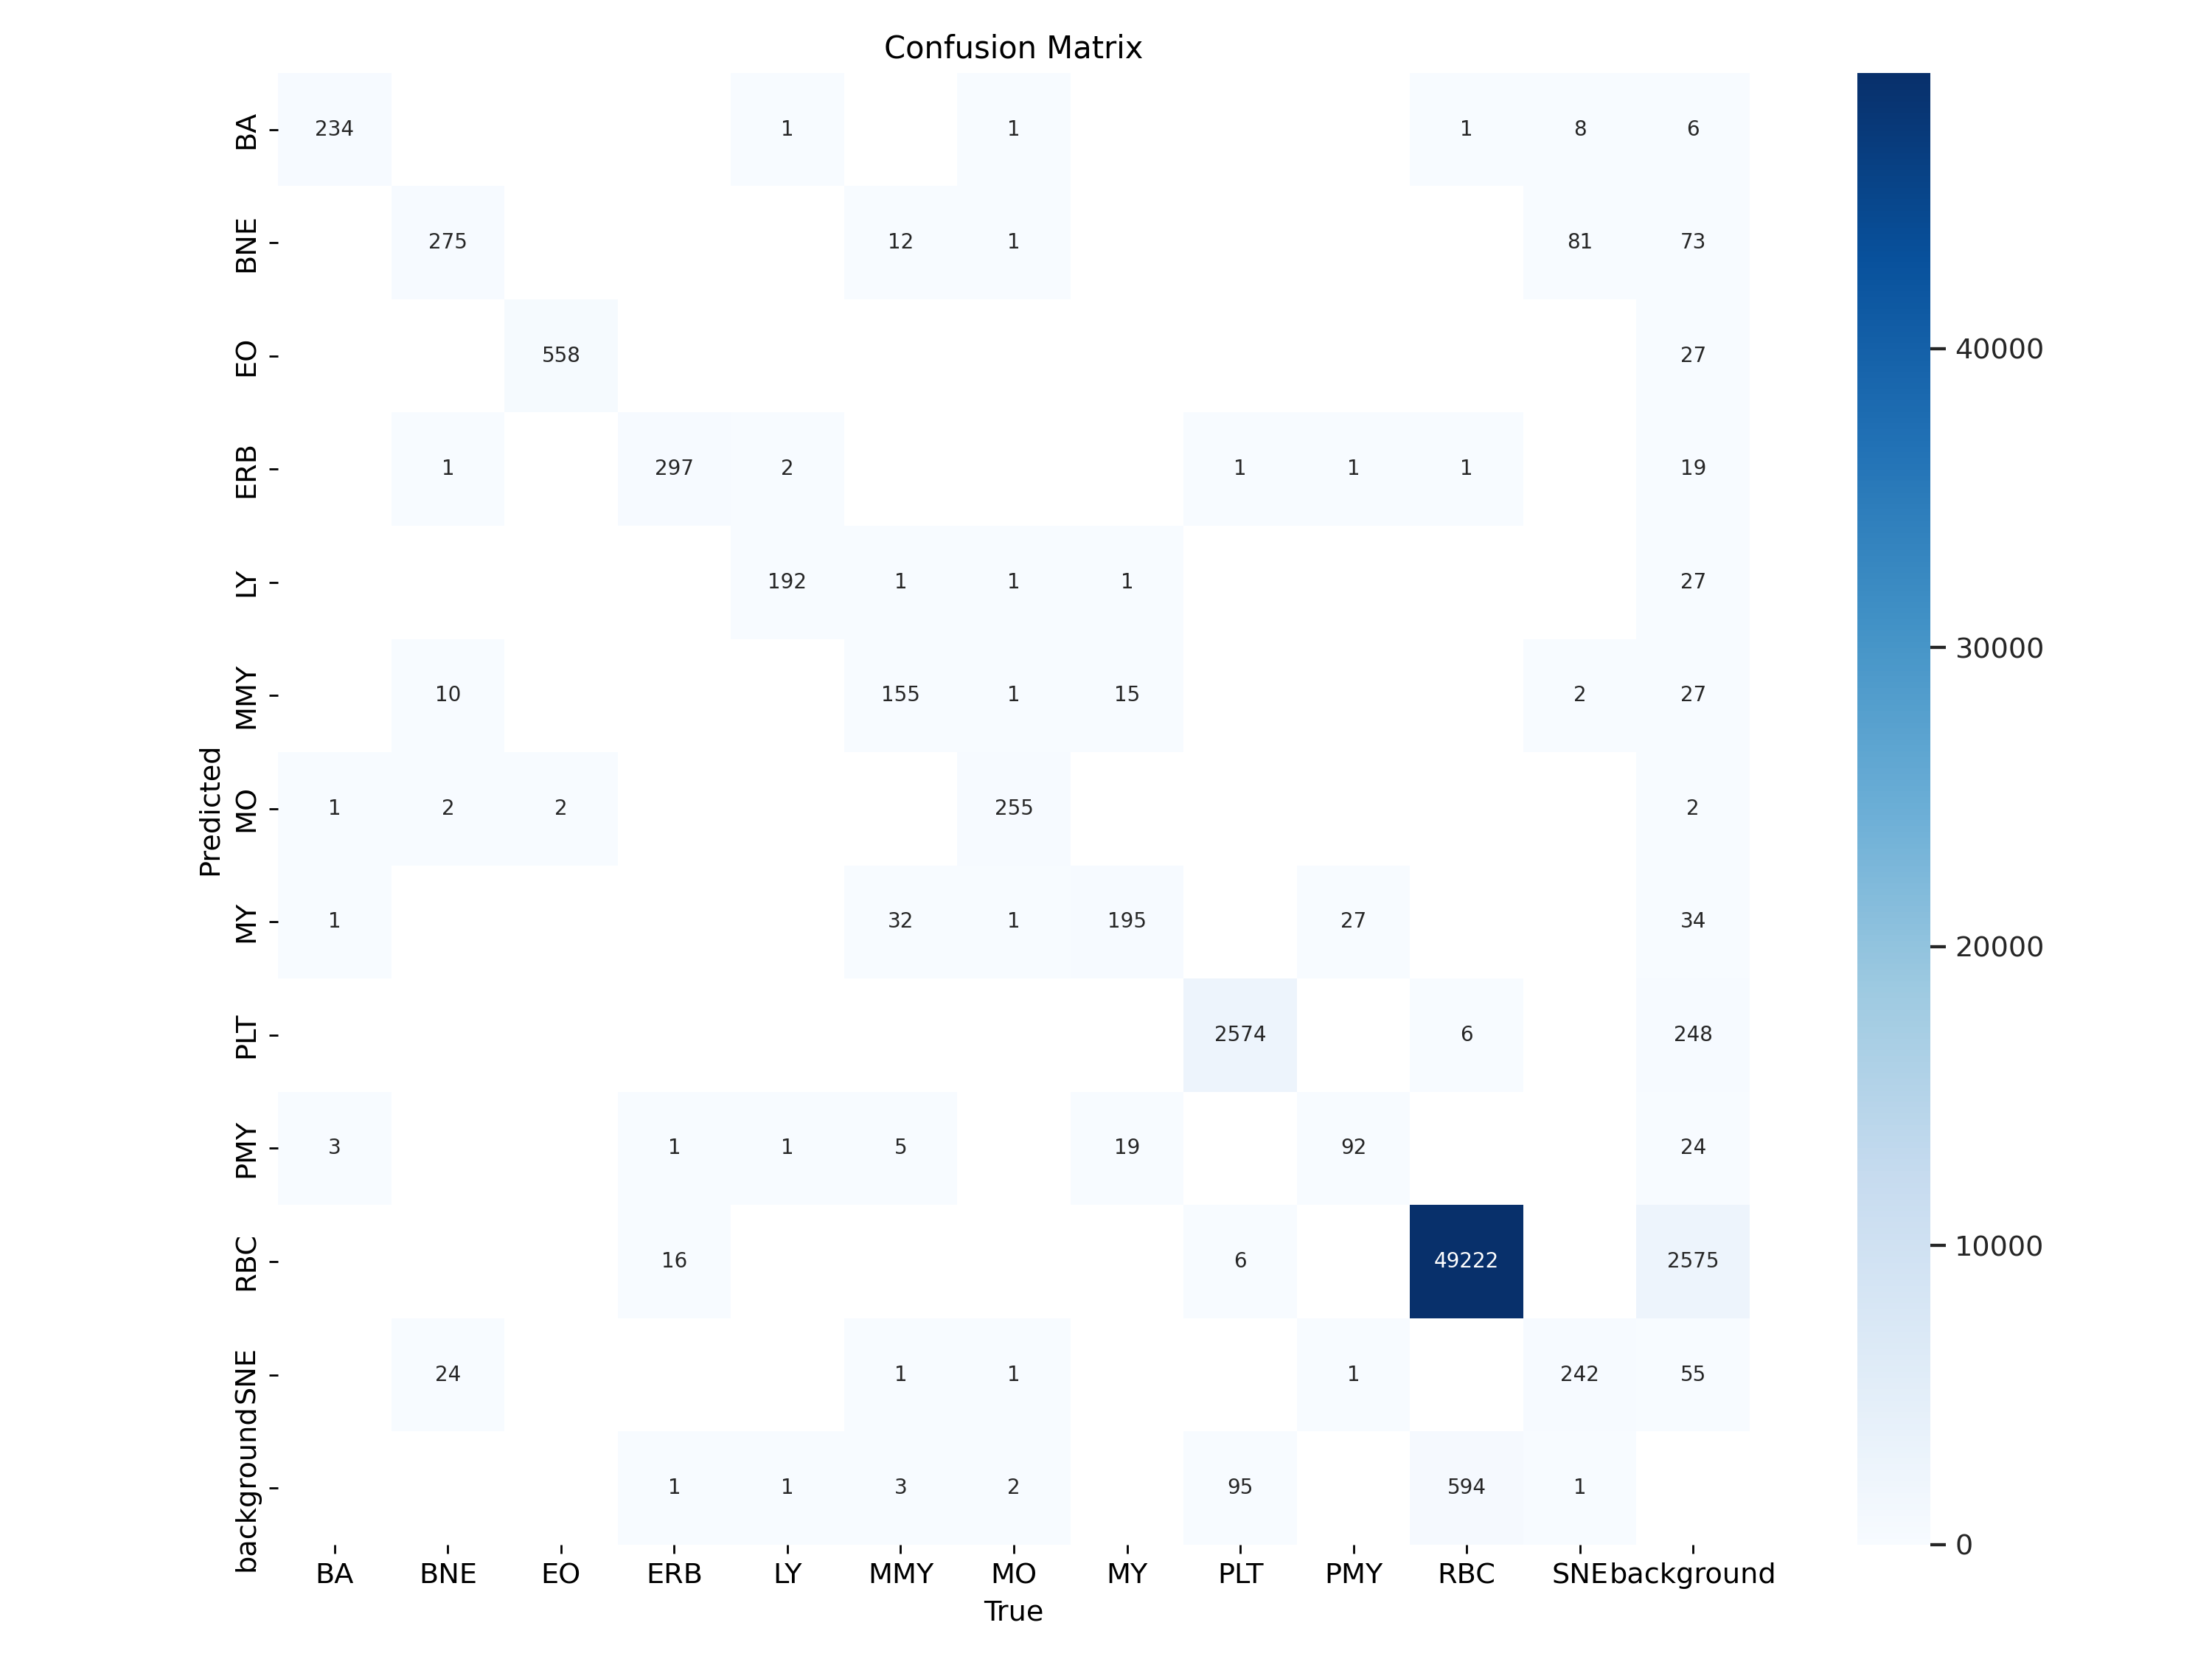 Confusion Matrix
BA 234 1 1 1 8 6
BNE 275 12 1 81 73
EO 558 27 40000
ERB 1 297 2 1 1 1 19
LY 192 1 1 1 27
30000
MMY 10 155 1 15 2 27
Predicted
MO 1 2 2 255 2
MY 1 32 1 195 27 34
20000
PLT 2574 6 248
PMY 3 1 1 5 19 92 24
RBC 16 6 49222 2575
10000
SNE 24 1 1 1 242 55
background 1 1 3 2 95 594 1
0
BA BNE EO ERB LY MMY MO MY PLT PMY RBC SNE background
True